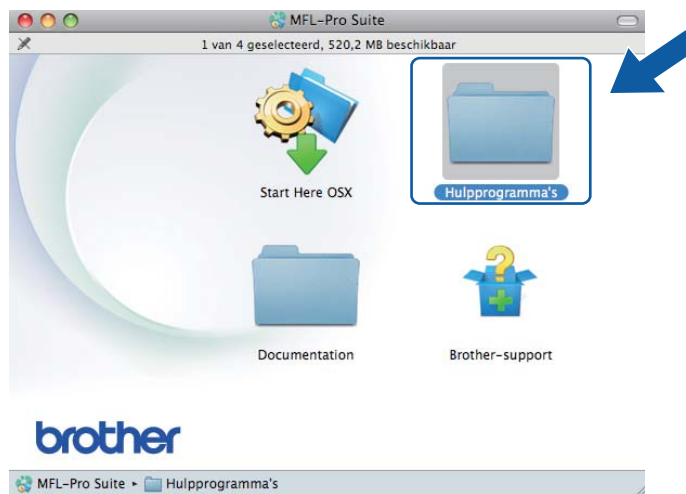 MFL-Pro Suite
1 van 4 geselecteerd, 520,2 MB beschikbaar
Start Here OSX
Hulpprogramma's
Documentation
Brother-support
brother
MFL-Pro Suite ▸ Hulpprogramma's